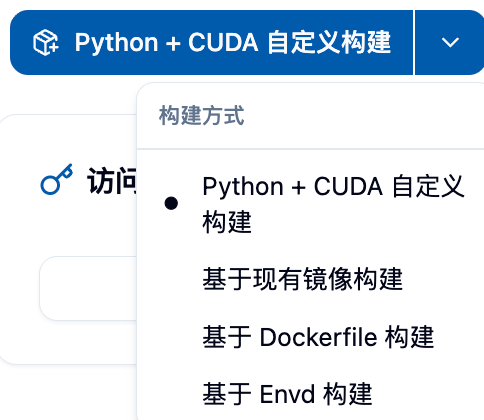 Python + CUDA 自定义构建
构建方式
访问
Python + CUDA 自定义
构建
基于现有镜像构建
基于 Dockerfile 构建
基于 Envd 构建